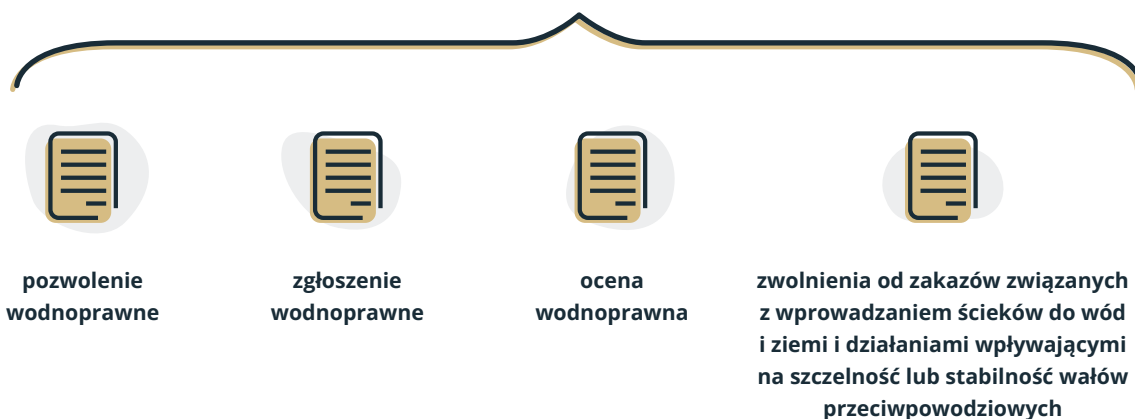 pozwolenie
wodnoprawne
zgłoszenie
wodnoprawne
ocena
wodnoprawna
zwolnienia od zakazów związanych
z wprowadzaniem ścieków do wód
i ziemi i działaniami wpływającymi
na szczelność lub stabilność wałów
przeciwpowodziowych